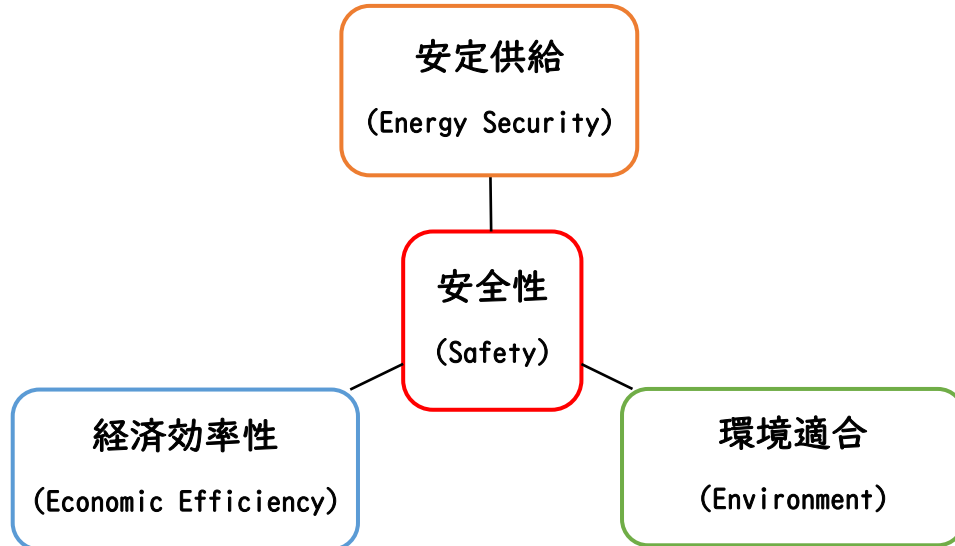 安定供給
(Energy Security)
安全性
(Safety)
経済効率性
(Economic Efficiency)
環境適合
(Environment)